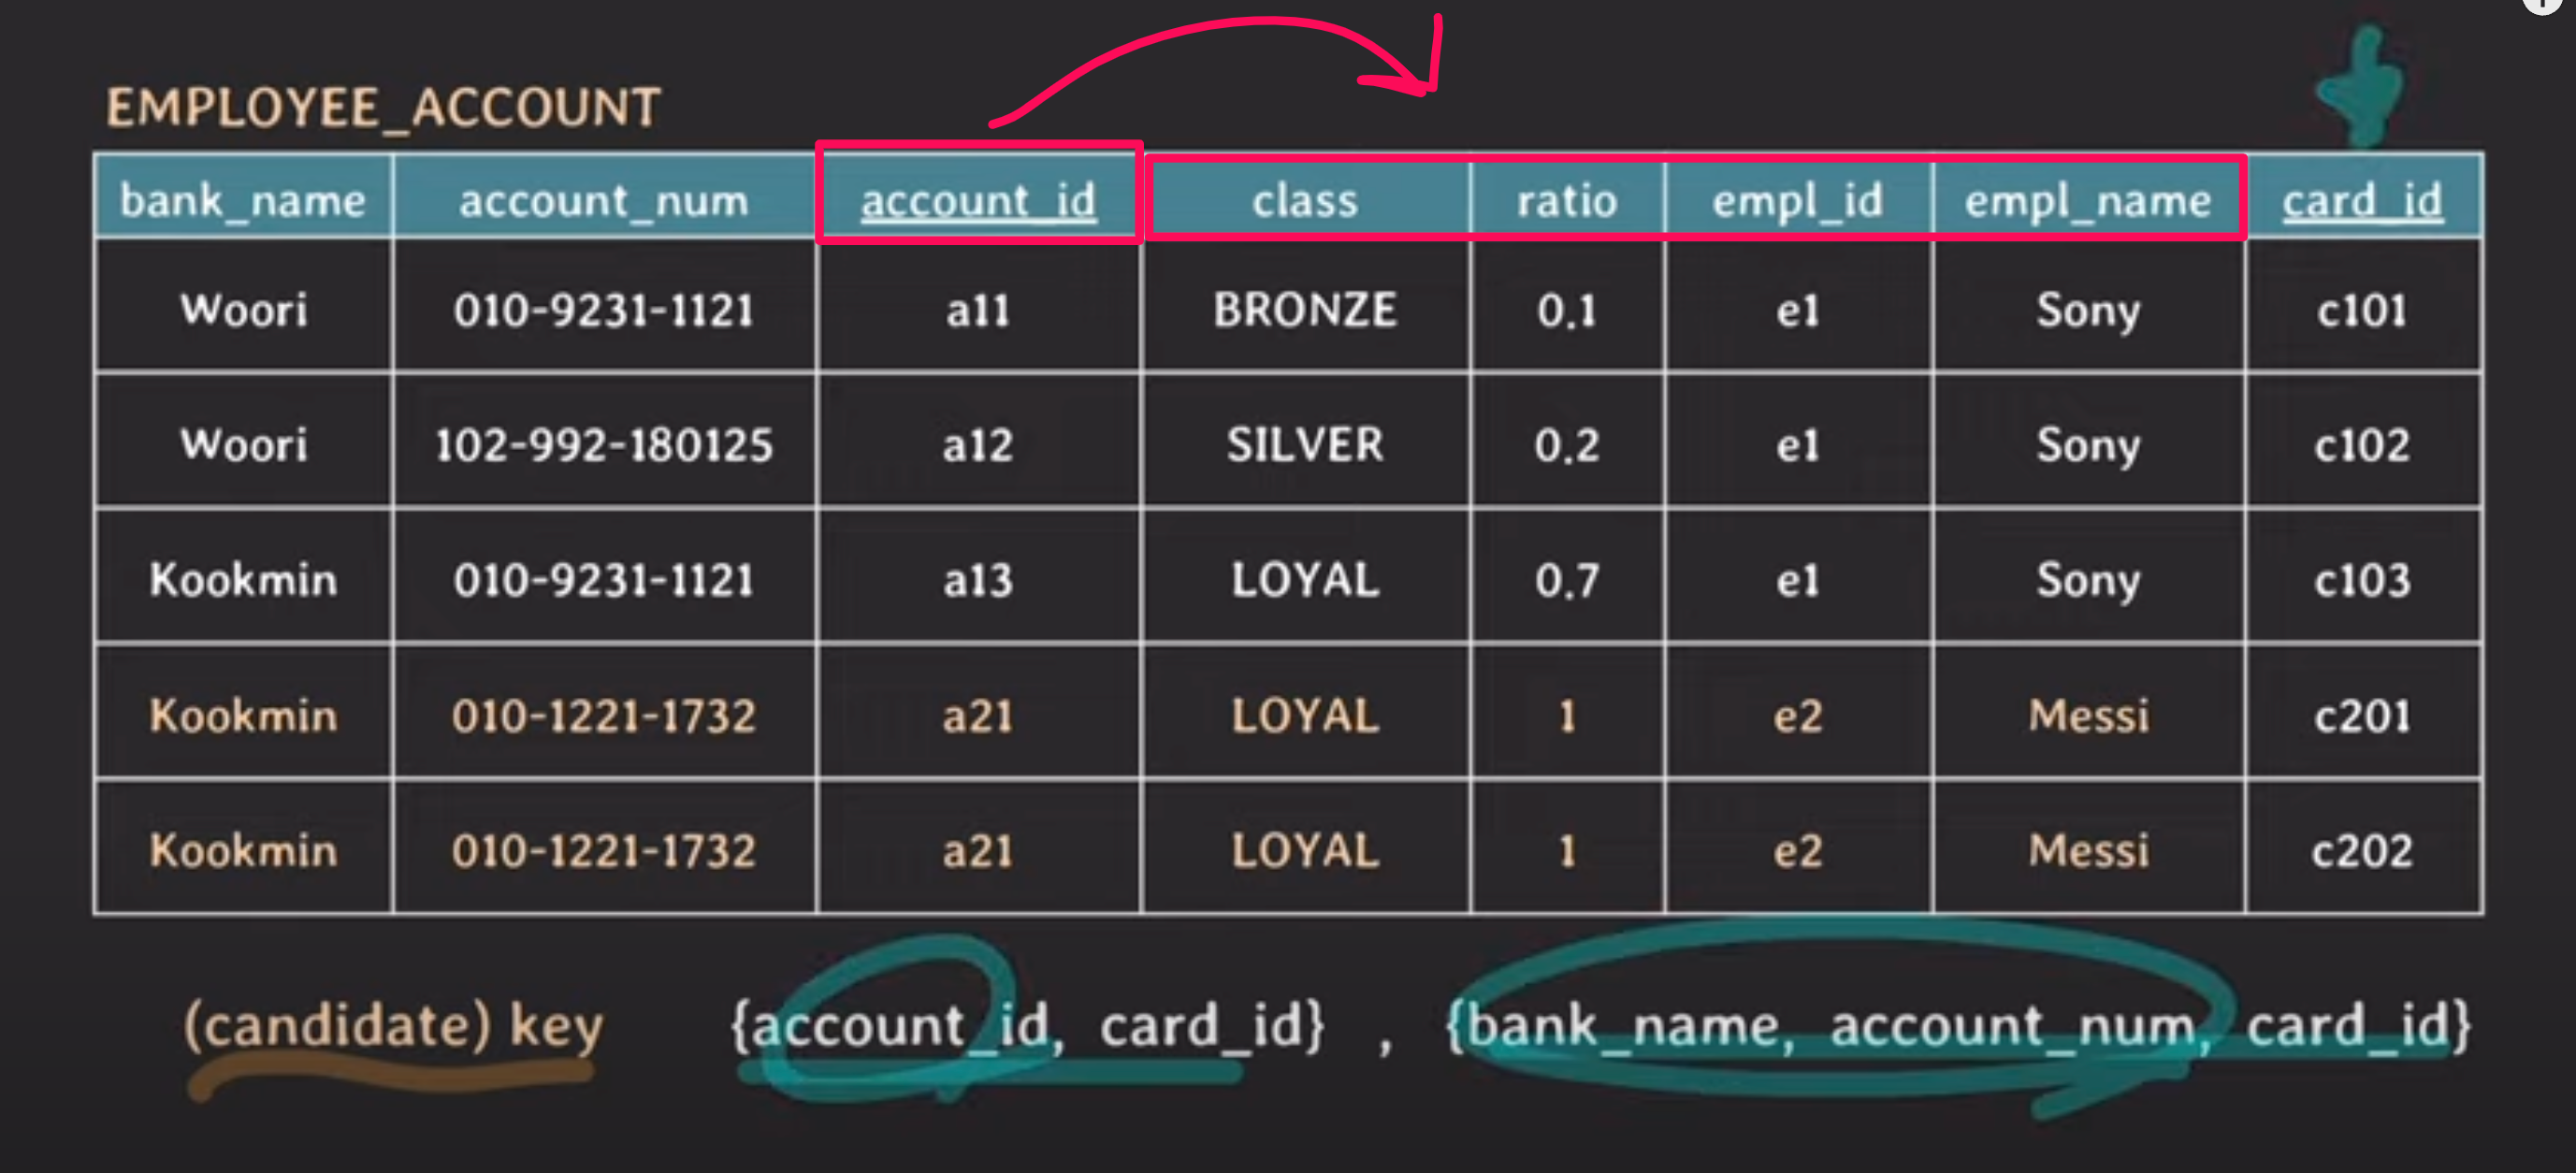 EMPLOYEE_ACCOUNT
bank_name account_num account_id class ratio empl_id empl_name card_id
Woori 010-9231-1121 a11 BRONZE 0.1 e1 Sony c101
Woori 102-992-180125 a12 SILVER 0.2 e1 Sony c102
Kookmin 010-9231-1121 a13 LOYAL 0.7 e1 Sony c103
Kookmin 010-1221-1732 a21 LOYAL 1 e2 Messi c201
Kookmin 010-1221-1732 a21 LOYAL 1 e2 Messi c202
(candidate) key {account_id, card_id} , {bank_name, account_num, card_id}